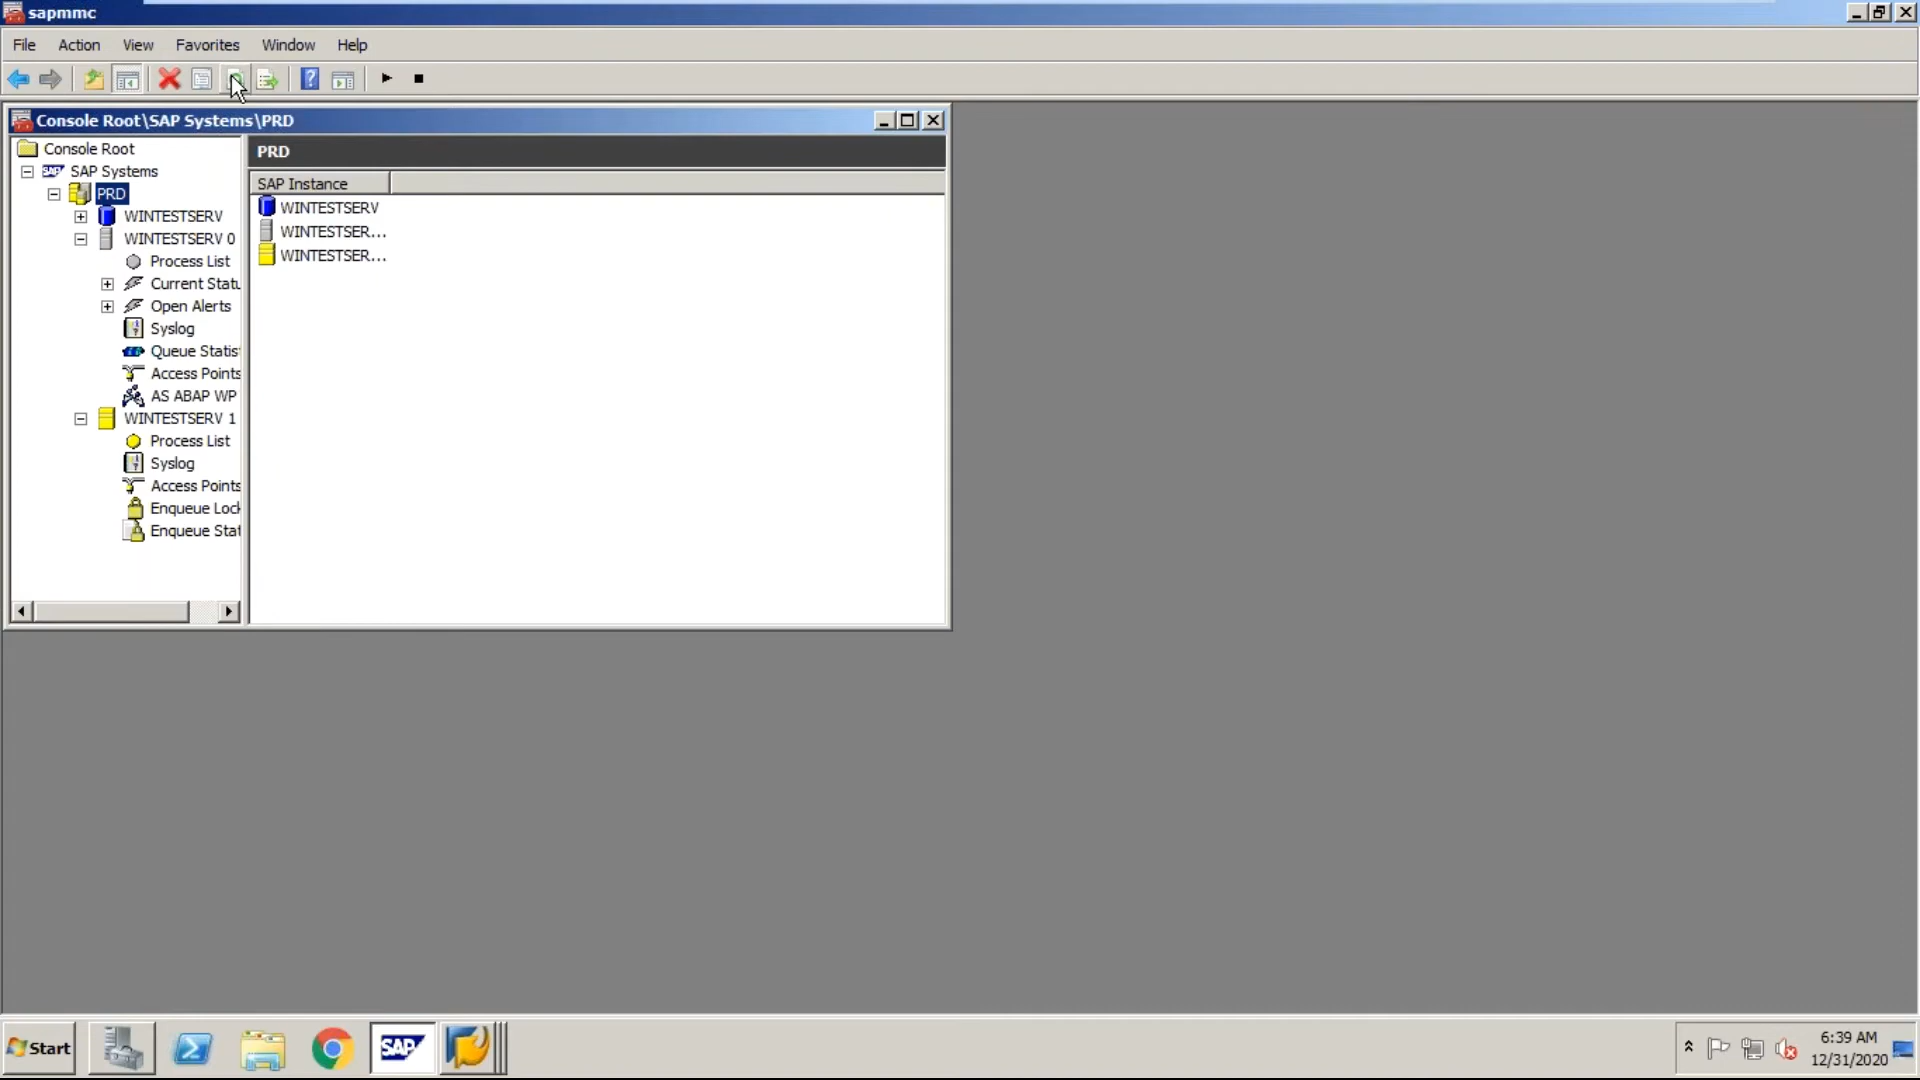 sapmmc
File Action View Favorites Window Help
Console Root\SAP Systems\PRD
Console Root
SAP Systems
PRD
WINTESTSERV
WINTESTSERV 0
Process List
Current Statu
Open Alerts
Syslog
Queue Statis
Access Points
AS ABAP WP
WINTESTSERV 1
Process List
Syslog
Access Points
Enqueue Lock
Enqueue Stat
PRD
SAP Instance
WINTESTSERV
WINTESTSER...
WINTESTSER...
Start
SAP
6:39 AM
12/31/2020